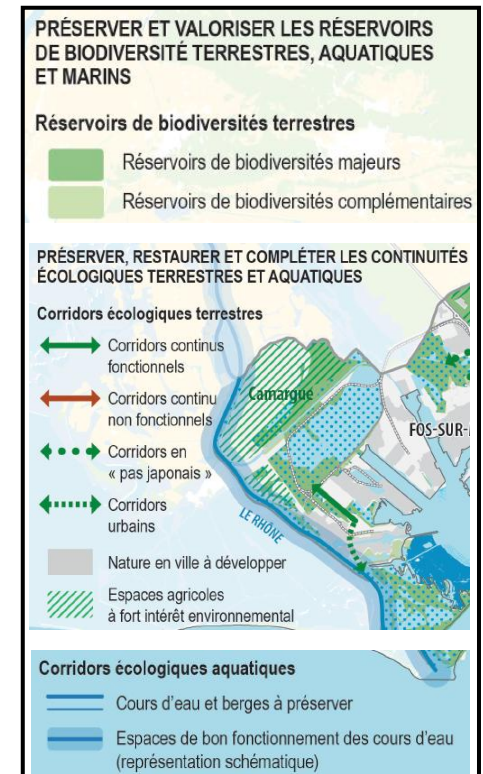 PRÉSERVER ET VALORISER LES RÉSERVOIRS
DE BIODIVERSITÉ TERRESTRES, AQUATIQUES
ET MARINS
Réservoirs de biodiversités terrestres
Réservoirs de biodiversités majeurs
Réservoirs de biodiversités complémentaires
PRÉSERVER, RESTAURER ET COMPLÉTER LES CONTINUITÉS
ÉCOLOGIQUES TERRESTRES ET AQUATIQUES
Corridors écologiques terrestres
Corridors continus
fonctionnels
Corridors continu
non fonctionnels
Corridors en
« pas japonais »
Corridors
urbains
Nature en ville à développer
Espaces agricoles
à fort intérêt environnemental
Camargue
FOS-SUR-
LE RHÔNE
Corridors écologiques aquatiques
Cours d'eau et berges à préserver
Espaces de bon fonctionnement des cours d'eau
(représentation schématique)